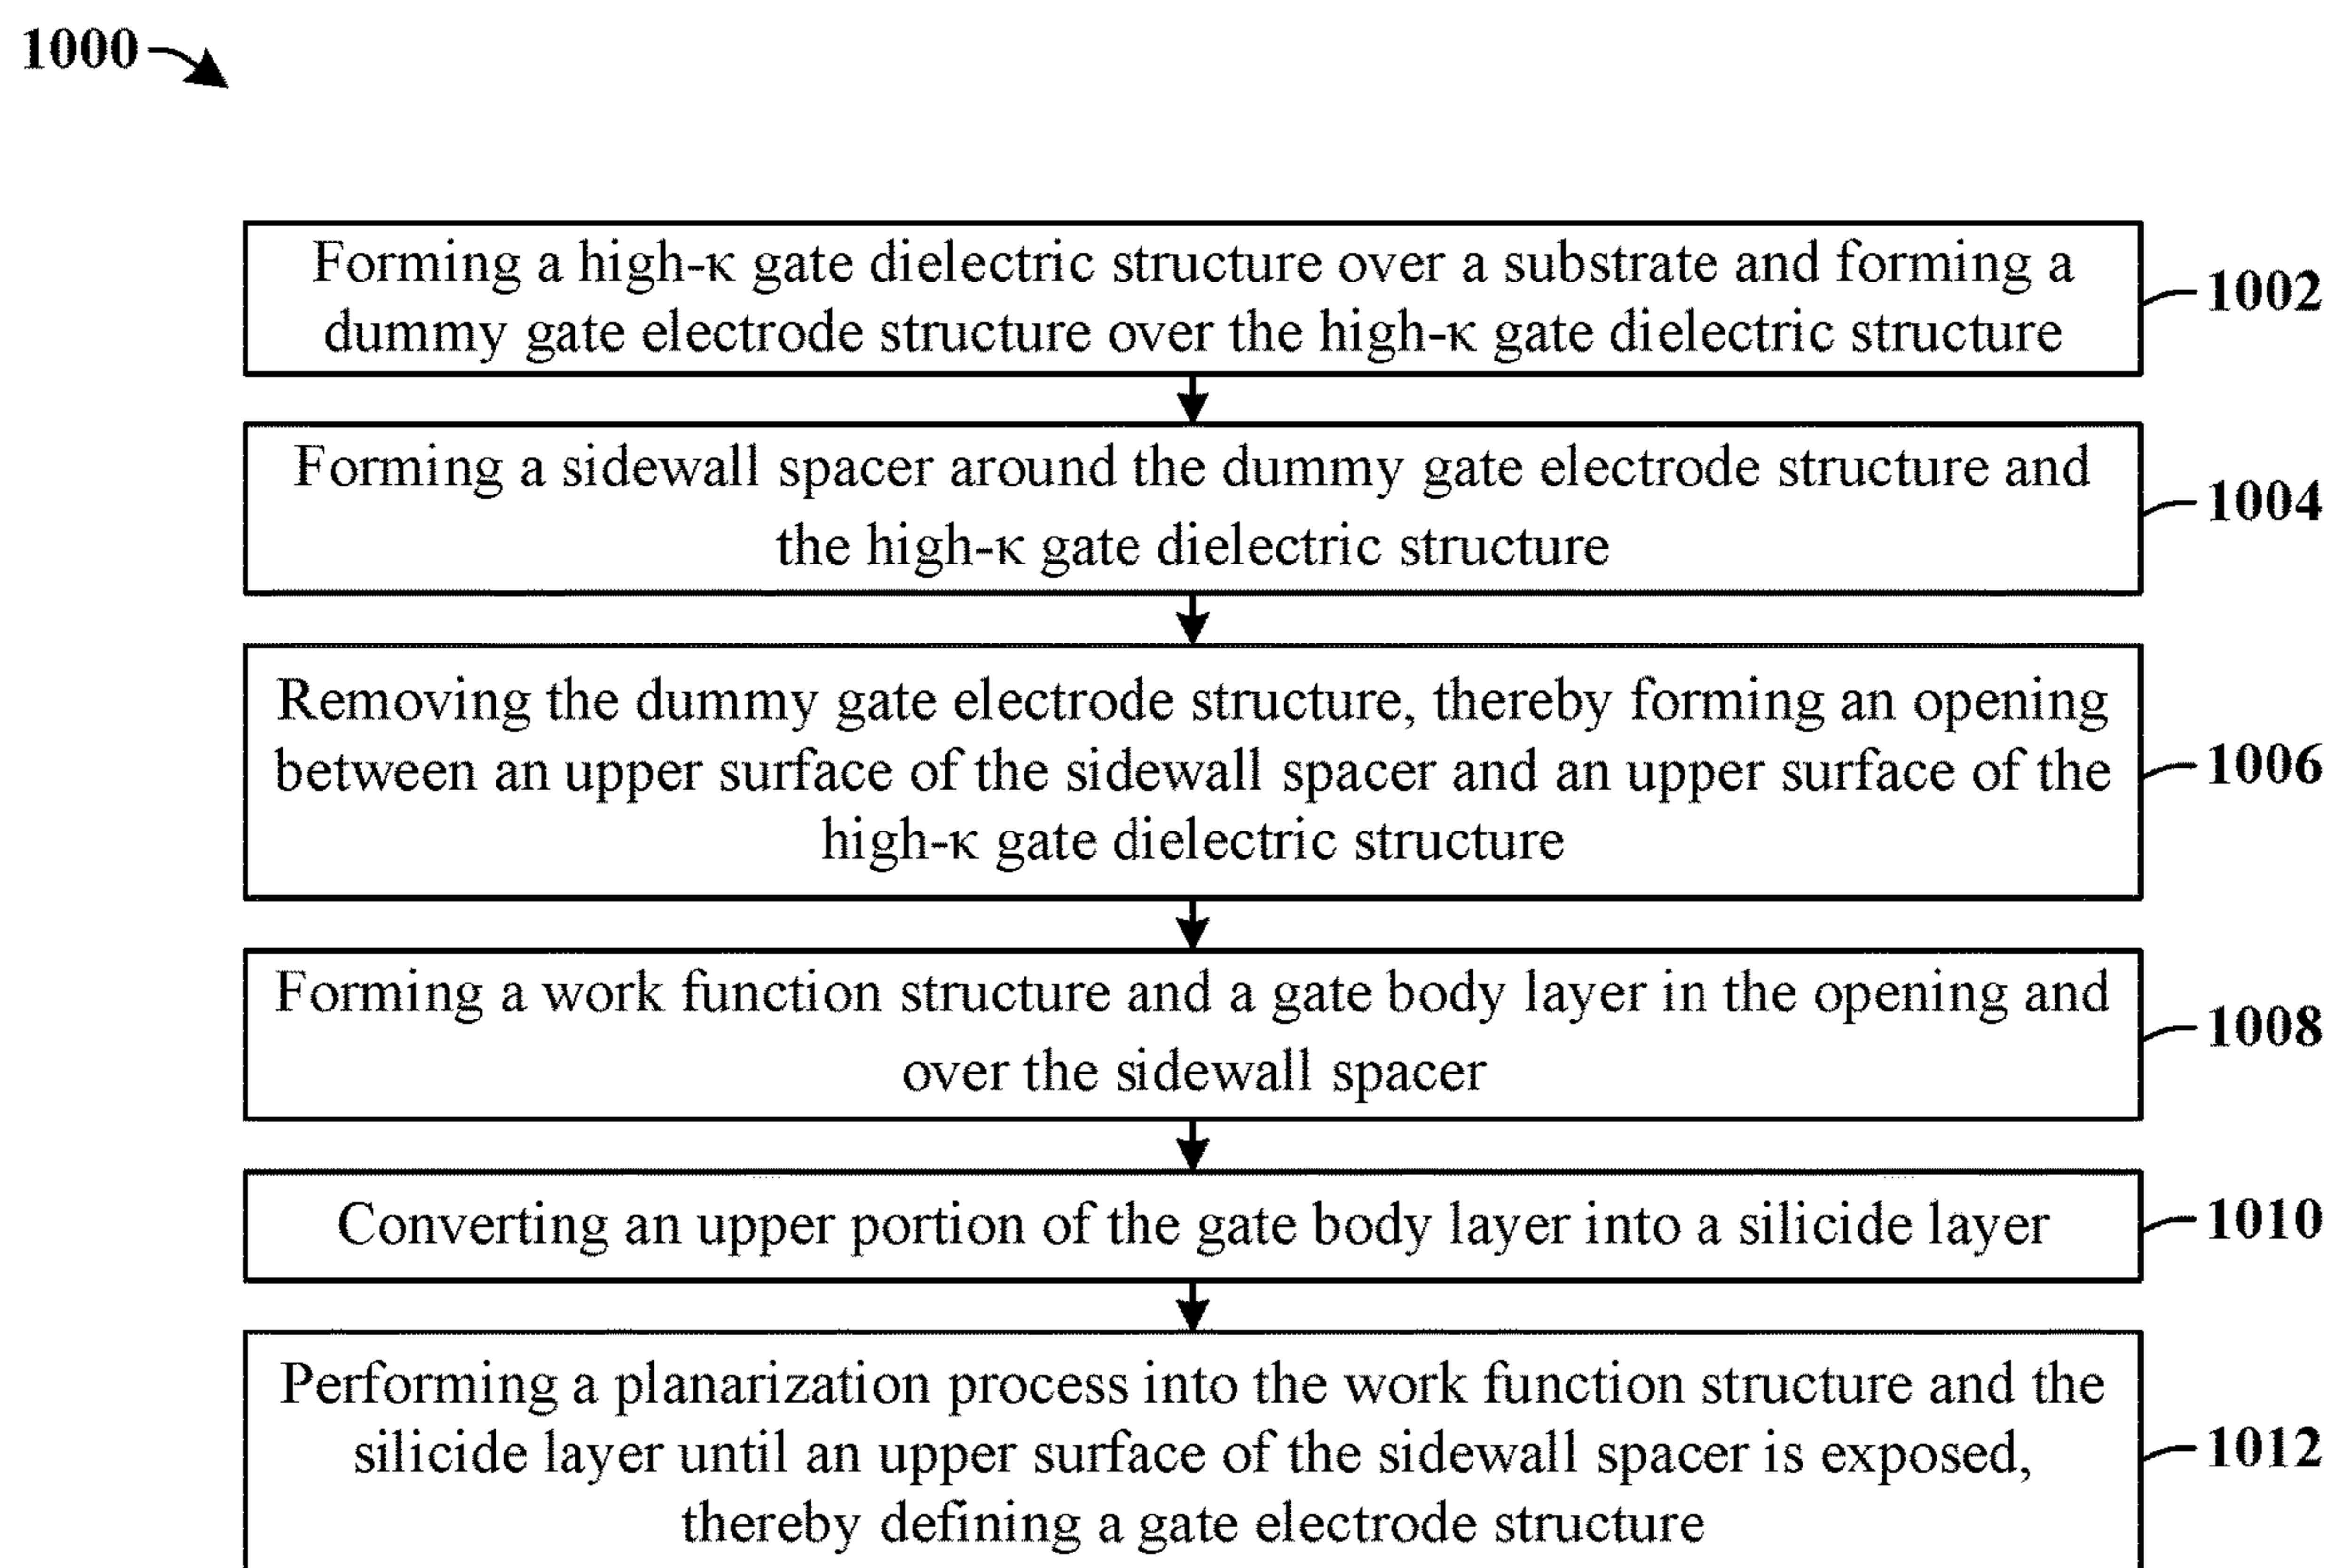 1000
Forming a high-κ gate dielectric structure over a substrate and forming a
dummy gate electrode structure over the high-κ gate dielectric structure
1002
Forming a sidewall spacer around the dummy gate electrode structure and
the high-κ gate dielectric structure
1004
Removing the dummy gate electrode structure, thereby forming an opening
between an upper surface of the sidewall spacer and an upper surface of the
high-κ gate dielectric structure
1006
Forming a work function structure and a gate body layer in the opening and
over the sidewall spacer
1008
Converting an upper portion of the gate body layer into a silicide layer
1010
Performing a planarization process into the work function structure and the
silicide layer until an upper surface of the sidewall spacer is exposed,
thereby defining a gate electrode structure
1012